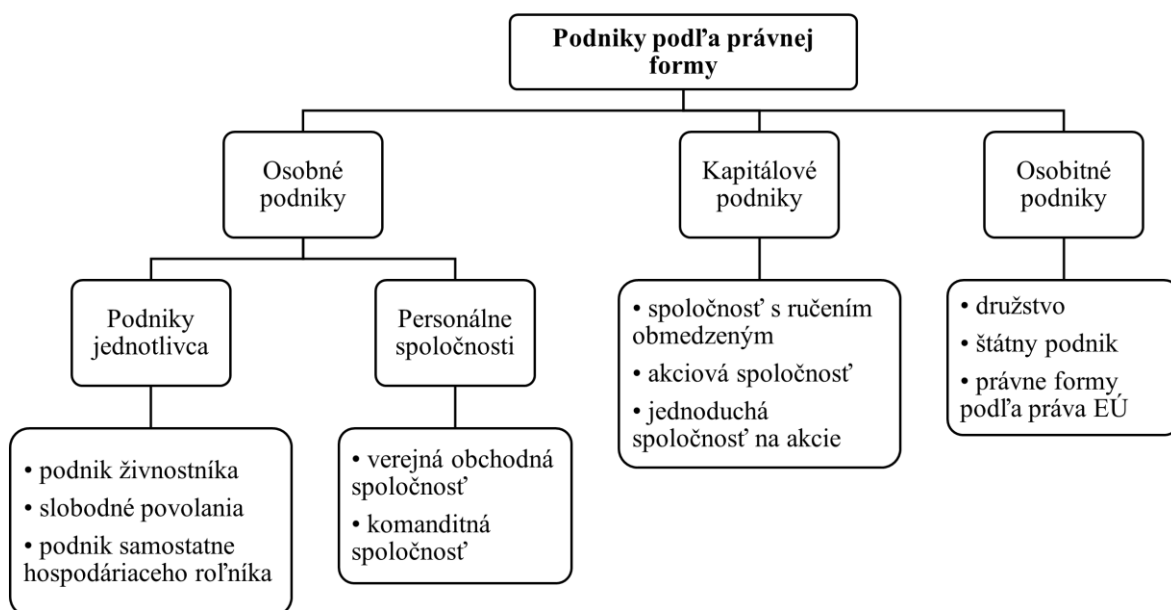 Podniky podľa právnej
formy
Osobné
podniky
Kapitálové
podniky
Osobitné
podniky
Podniky
jednotlivca
Personálne
spoločnosti
• spoločnosť s ručením
obmedzeným
• akciová spoločnosť
• jednoduchá
spoločnosť na akcie
• družstvo
• štátny podnik
• právne formy
podľa práva EÚ
• podnik živnostníka
• slobodné povolania
• podnik samostatne
hospodáriaceho roľníka
• verejná obchodná
spoločnosť
• komanditná
spoločnosť